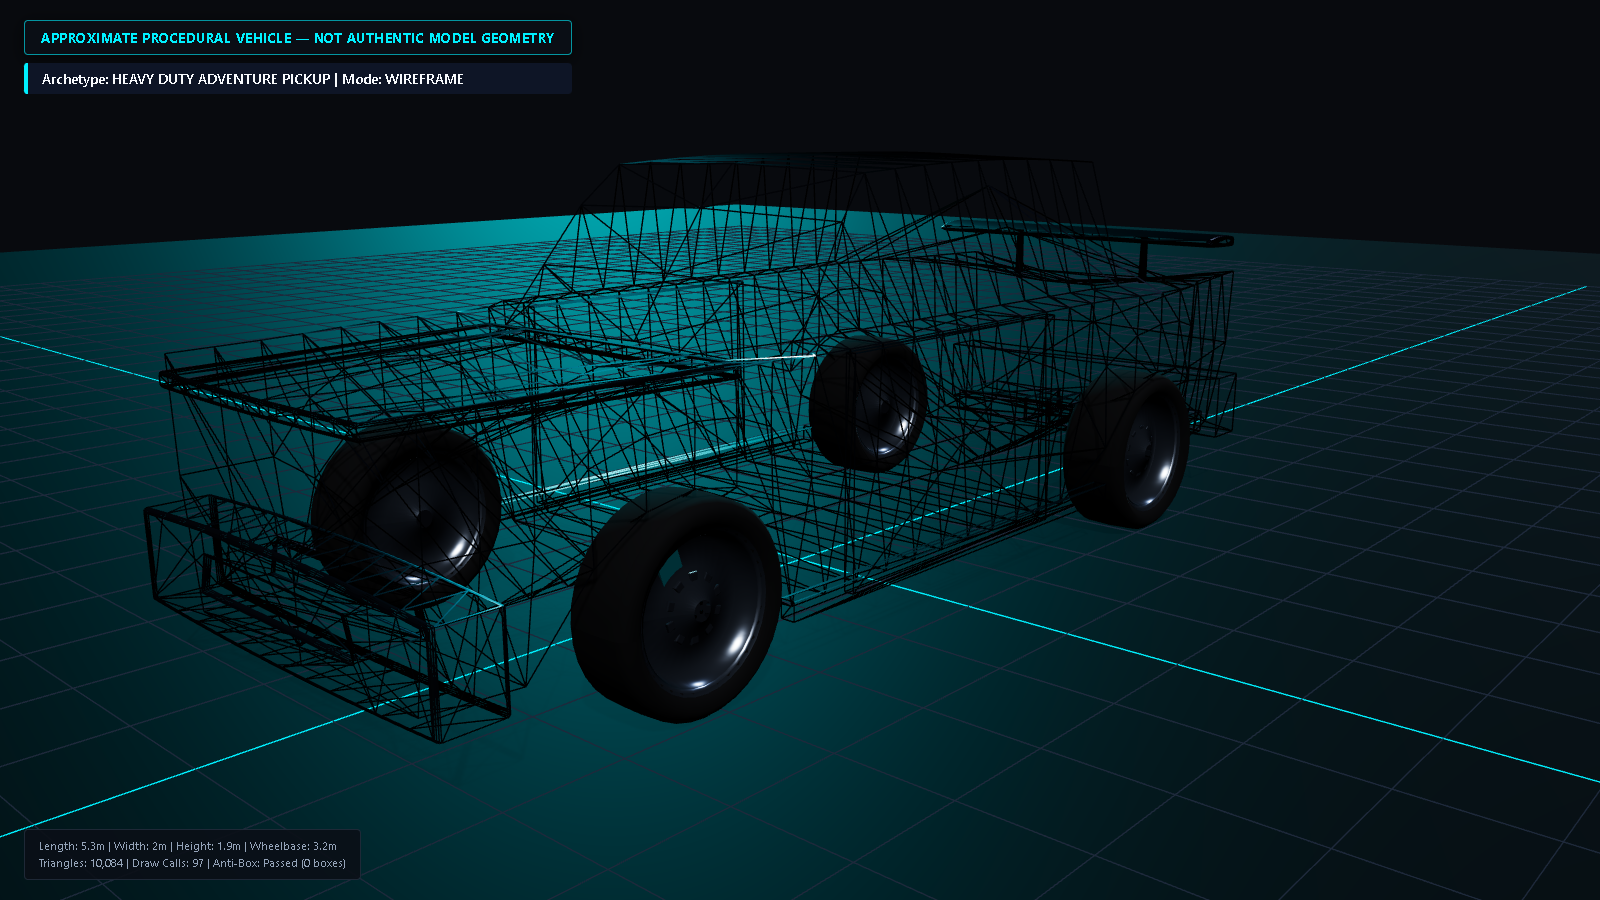 APPROXIMATE PROCEDURAL VEHICLE — NOT AUTHENTIC MODEL GEOMETRY
Archetype: HEAVY DUTY ADVENTURE PICKUP | Mode: WIREFRAME
Length: 5.3m | Width: 2m | Height: 1.9m | Wheelbase: 3.2m
Triangles: 10,084 | Draw Calls: 97 | Anti-Box: Passed (0 boxes)